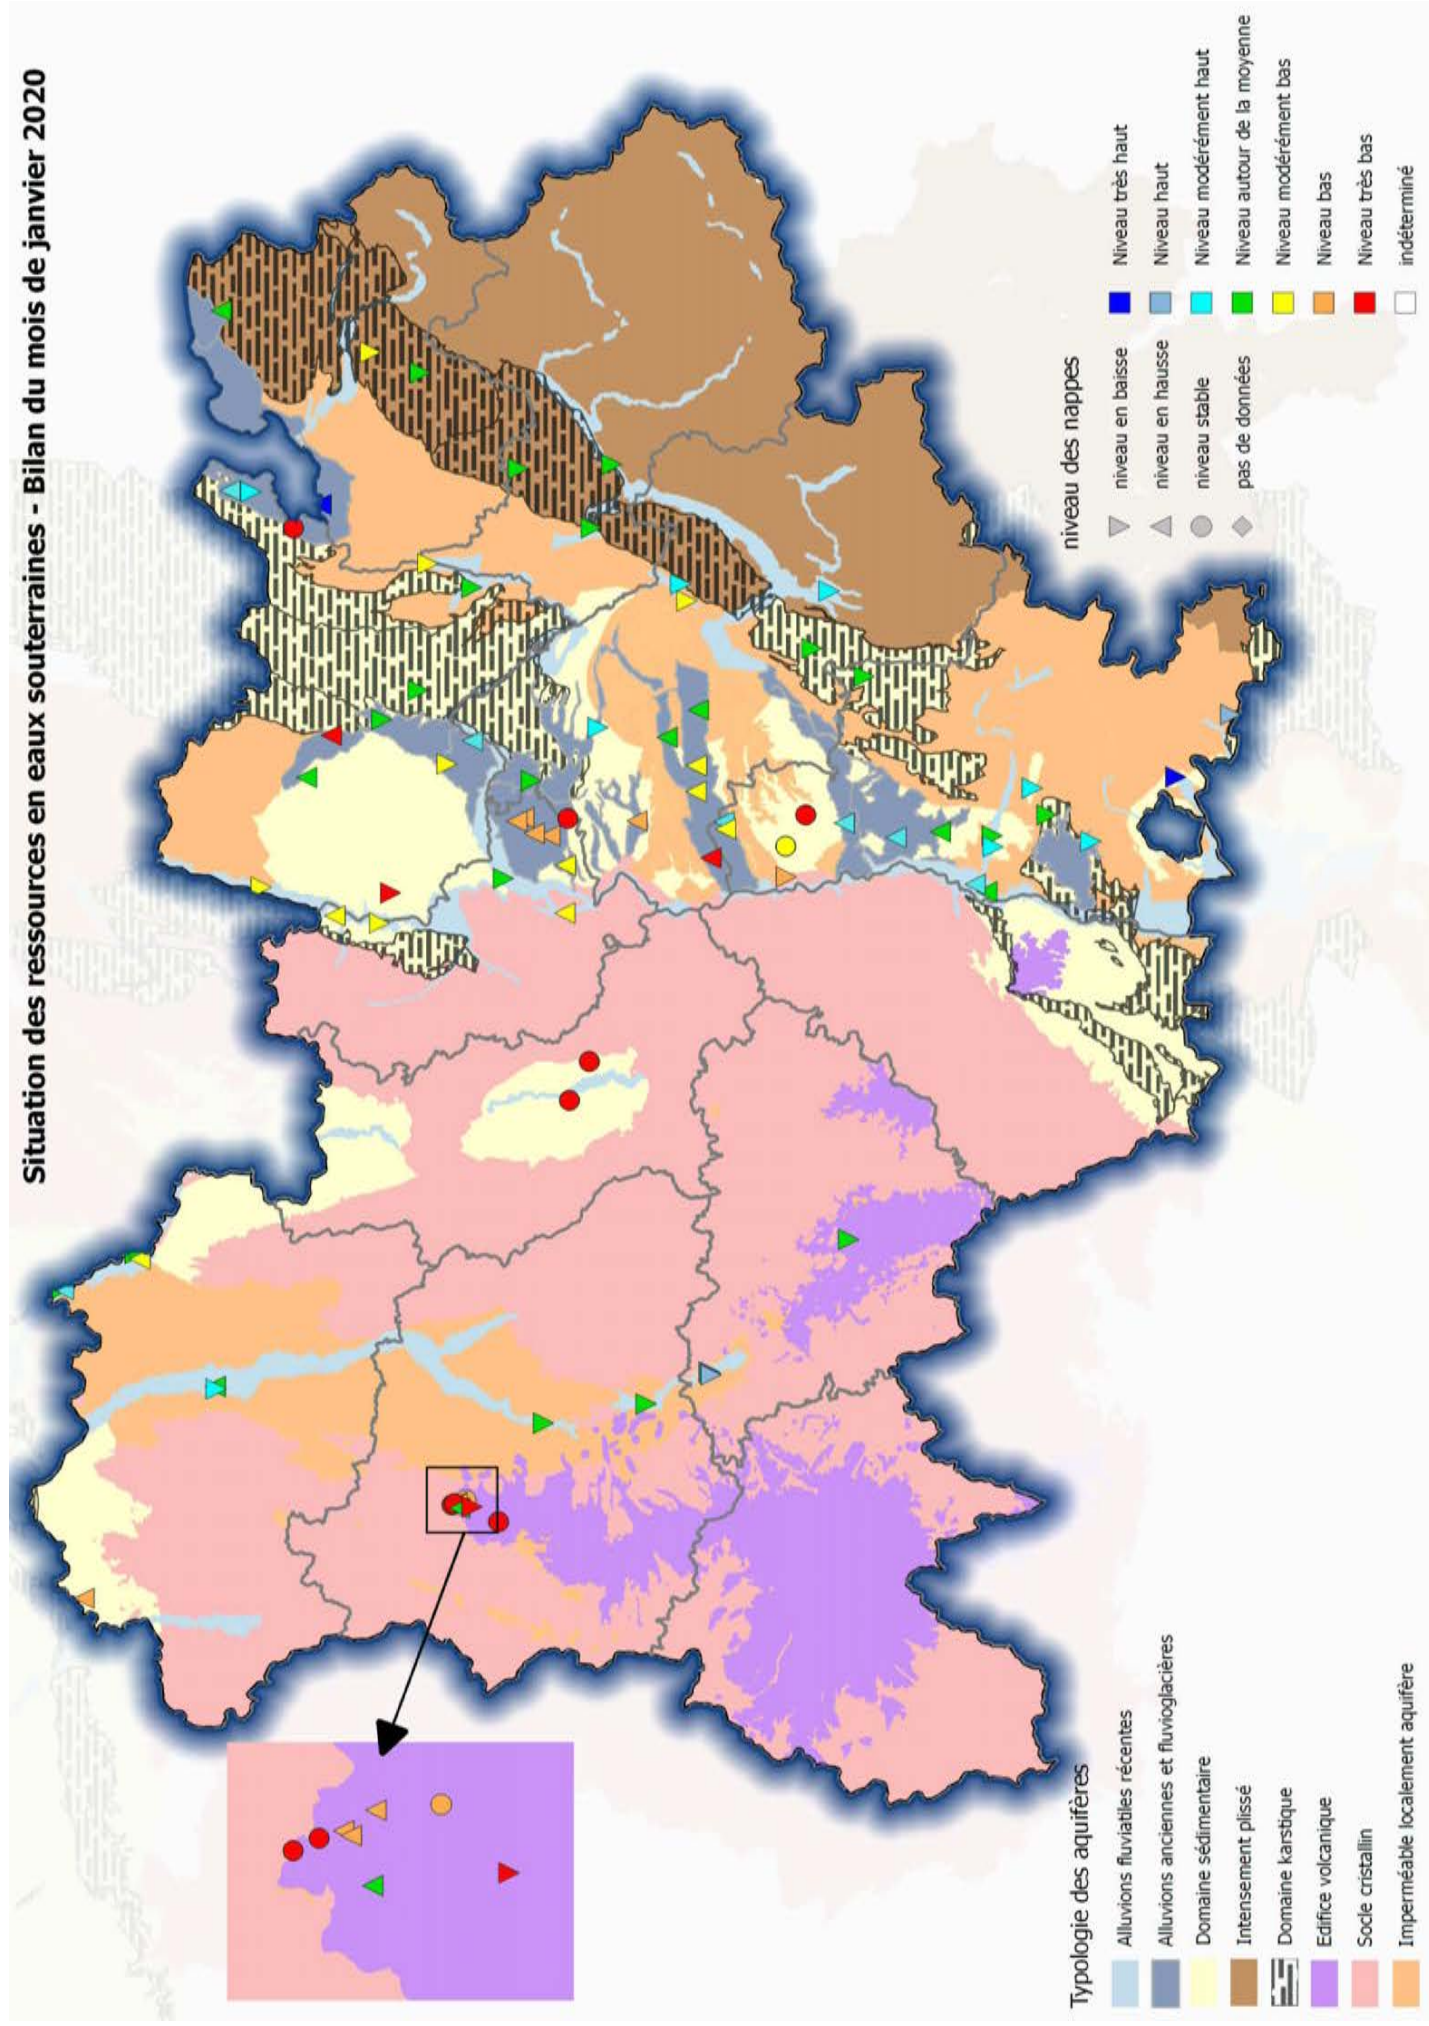 Situation des ressources en eaux souterraines - Bilan du mois de janvier 2020
niveau des nappes
niveau en baisse
niveau en hausse
niveau stable
pas de données
Niveau très haut
Niveau haut
Niveau modérément haut
Niveau autour de la moyenne
Niveau modérément bas
Niveau bas
Niveau très bas
indéterminé
Typologie des aquifères
Alluvions fluviatiles récentes
Alluvions anciennes et fluvioglacières
Domaine sédimentaire
Intensement plissé
Domaine karstique
Edifice volcanique
Socle cristallin
Imperméable localement aquifère